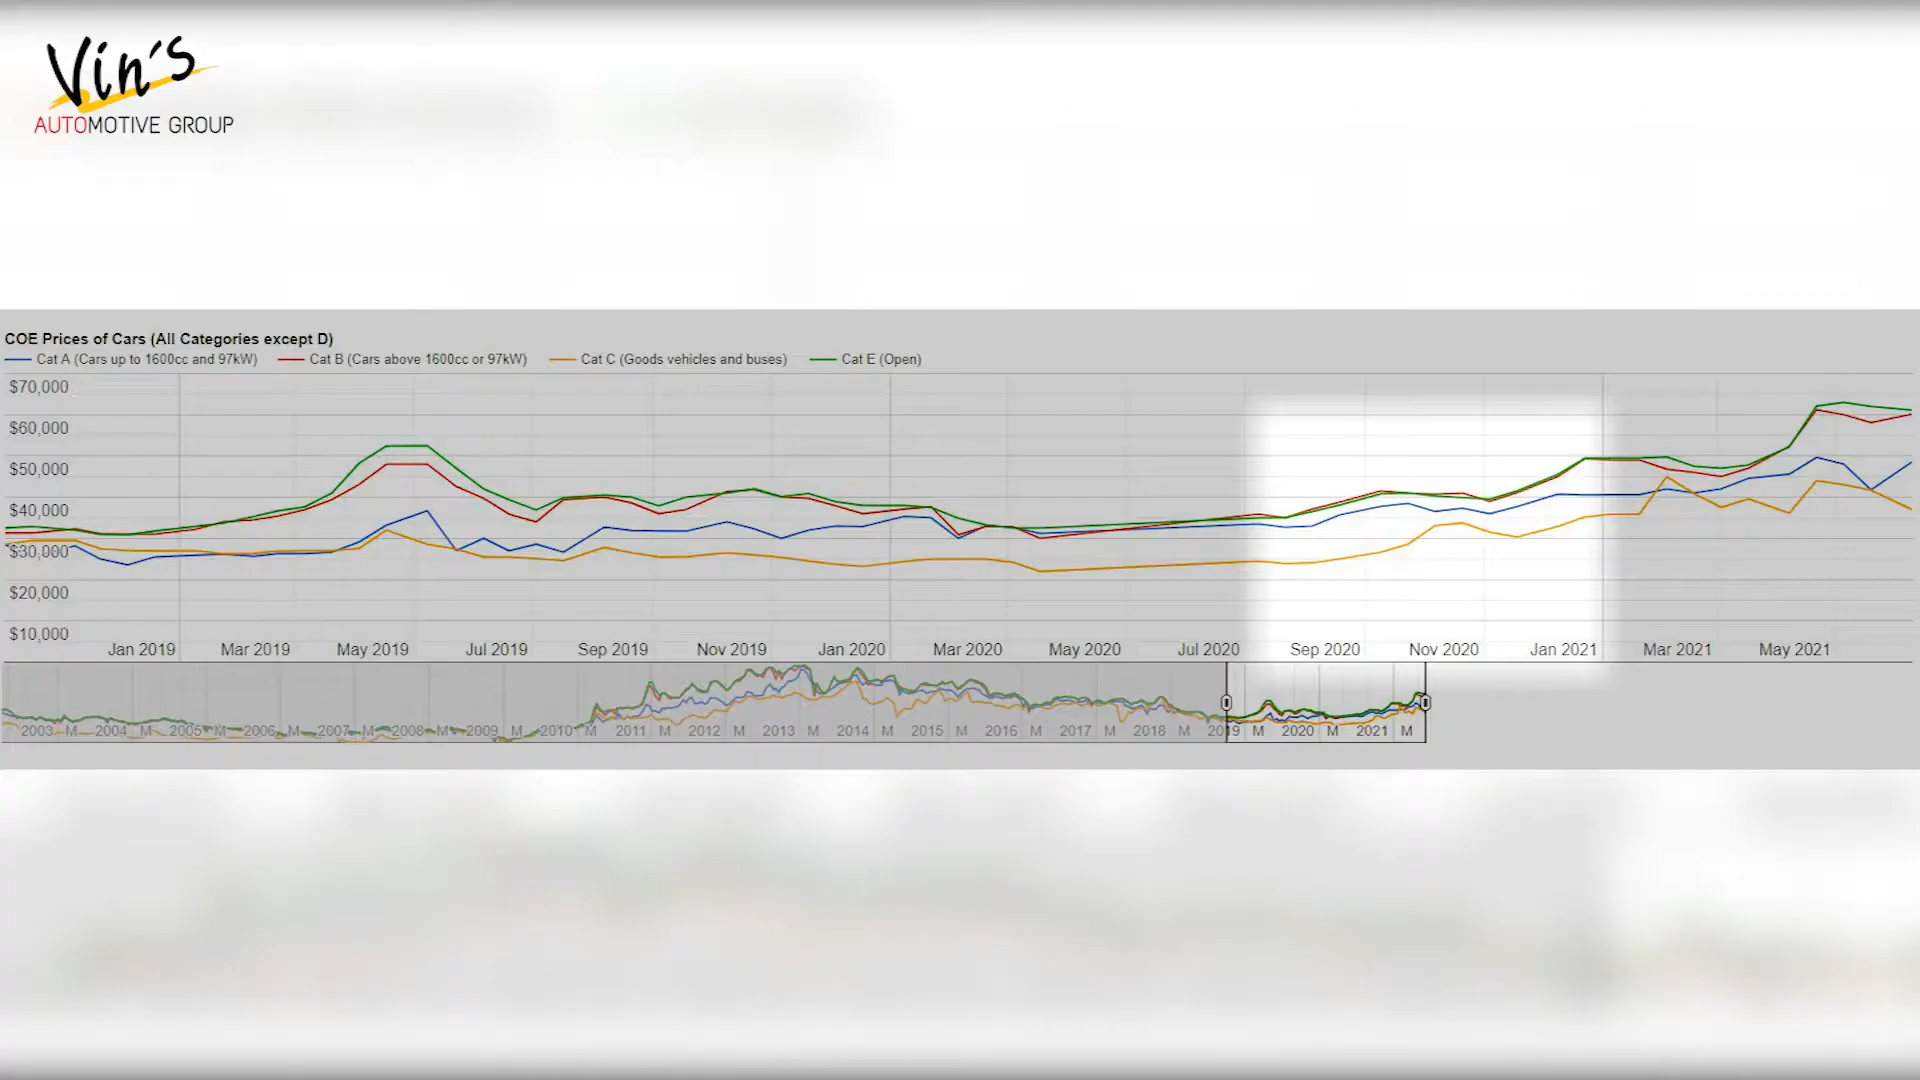 Vin's
AUTOMOTIVE GROUP
COE Prices of Cars (All Categories except D)
Cat A (Cars up to 1600cc and 97kW) Cat B (Cars above 1600cc or 97kW) Cat C (Goods vehicles and buses) Cat E (Open)
$70,000
$60,000
$50,000
$40,000
$30,000
$20,000
$10,000
Jan 2019 Mar 2019 May 2019 Jul 2019 Sep 2019 Nov 2019 Jan 2020 Mar 2020 May 2020 Jul 2020 Sep 2020 Nov 2020 Jan 2021 Mar 2021 May 2021
2003 M 2004 M 2005 M 2006 M 2007 M 2008 M 2009 M 2010 M 2011 M 2012 M 2013 M 2014 M 2015 M 2016 M 2017 M 2018 M 2019 M 2020 M 2021 M